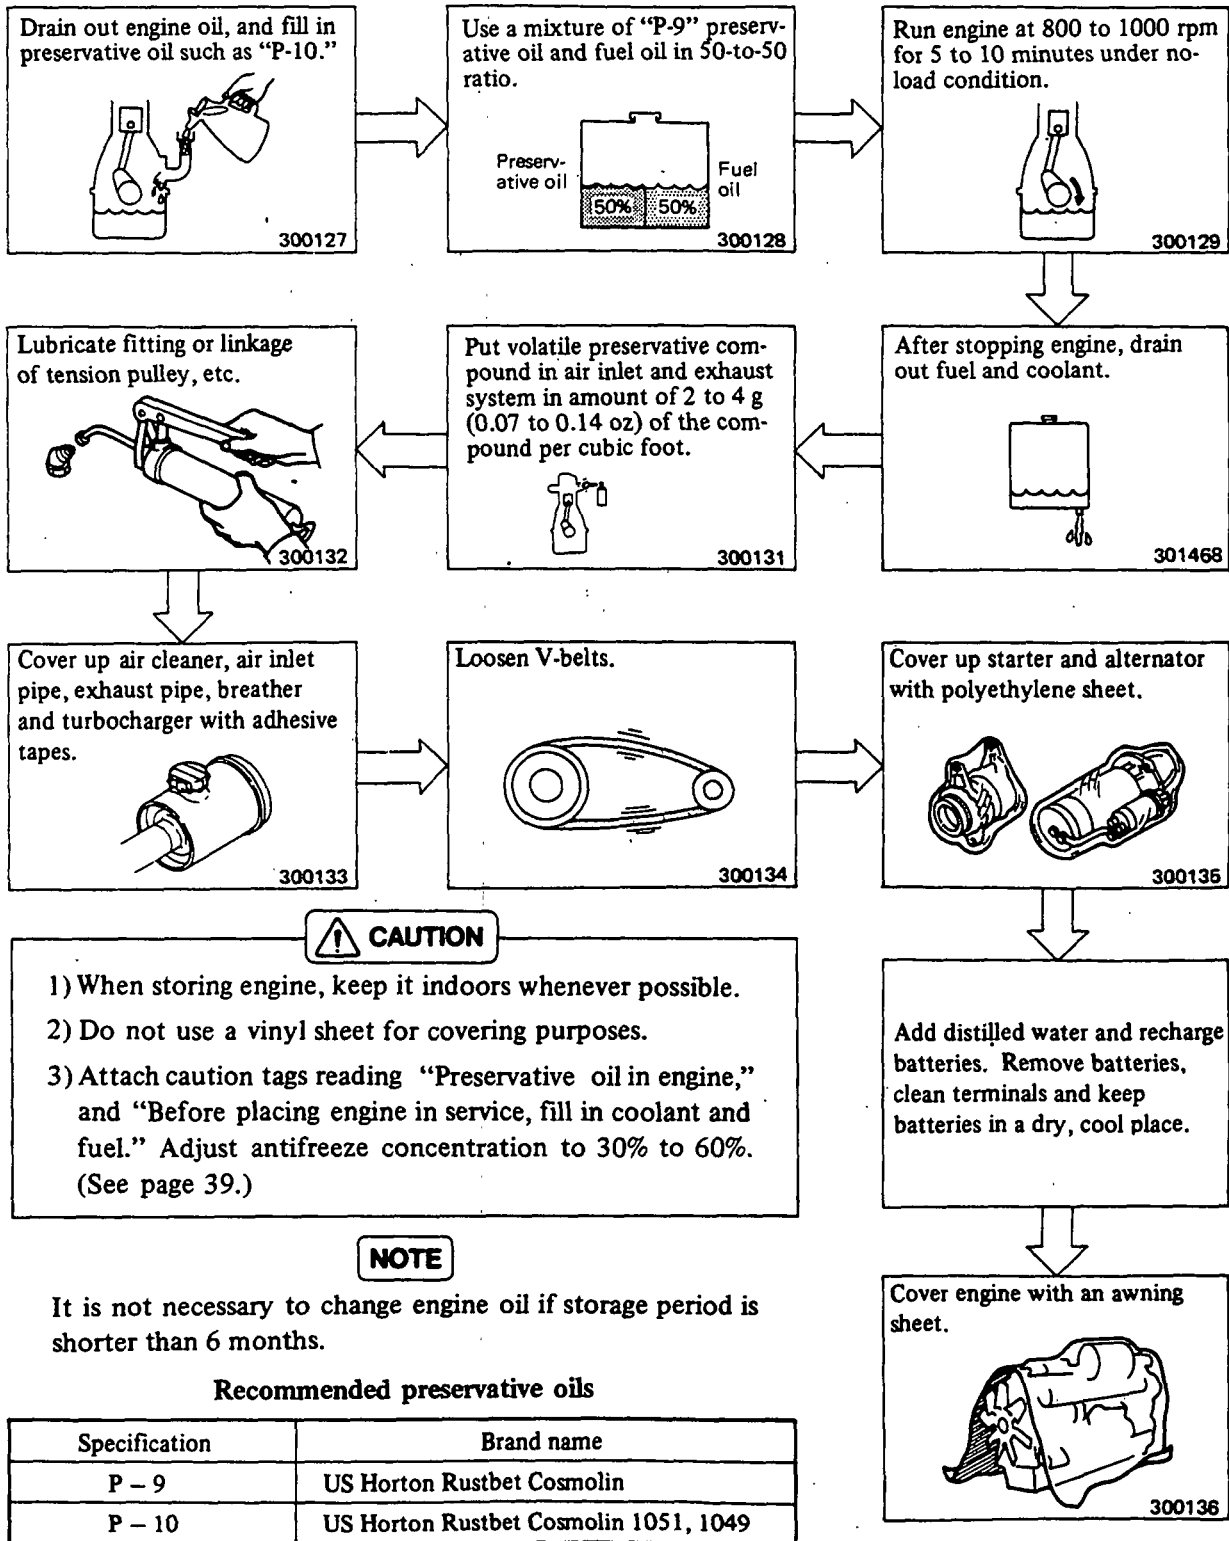 Drain out engine oil, and fill in
preservative oil such as “P-10.”
300127
Use a mixture of “P-9” preserv-
ative oil and fuel oil in 50-to-50
ratio.
Preserv-
ative oil
Fuel
oil
50%
50%
300128
Run engine at 800 to 1000 rpm
for 5 to 10 minutes under no-
load condition.
300129
After stopping engine, drain
out fuel and coolant.
301468
Put volatile preservative com-
pound in air inlet and exhaust
system in amount of 2 to 4 g
(0.07 to 0.14 oz) of the com-
pound per cubic foot.
300131
Lubricate fitting or linkage
of tension pulley, etc.
300132
Cover up air cleaner, air inlet
pipe, exhaust pipe, breather
and turbocharger with adhesive
tapes.
300133
Loosen V-belts.
300134
Cover up starter and alternator
with polyethylene sheet.
300135
Add distilled water and recharge
batteries. Remove batteries,
clean terminals and keep
batteries in a dry, cool place.
Cover engine with an awning
sheet.
300136
CAUTION
1) When storing engine, keep it indoors whenever possible.
2) Do not use a vinyl sheet for covering purposes.
3) Attach caution tags reading “Preservative oil in engine,”
and “Before placing engine in service, fill in coolant and
fuel.” Adjust antifreeze concentration to 30% to 60%.
(See page 39.)
NOTE
It is not necessary to change engine oil if storage period is
shorter than 6 months.
Recommended preservative oils
Specification
Brand name
P – 9
US Horton Rustbet Cosmolin
P – 10
US Horton Rustbet Cosmolin 1051, 1049